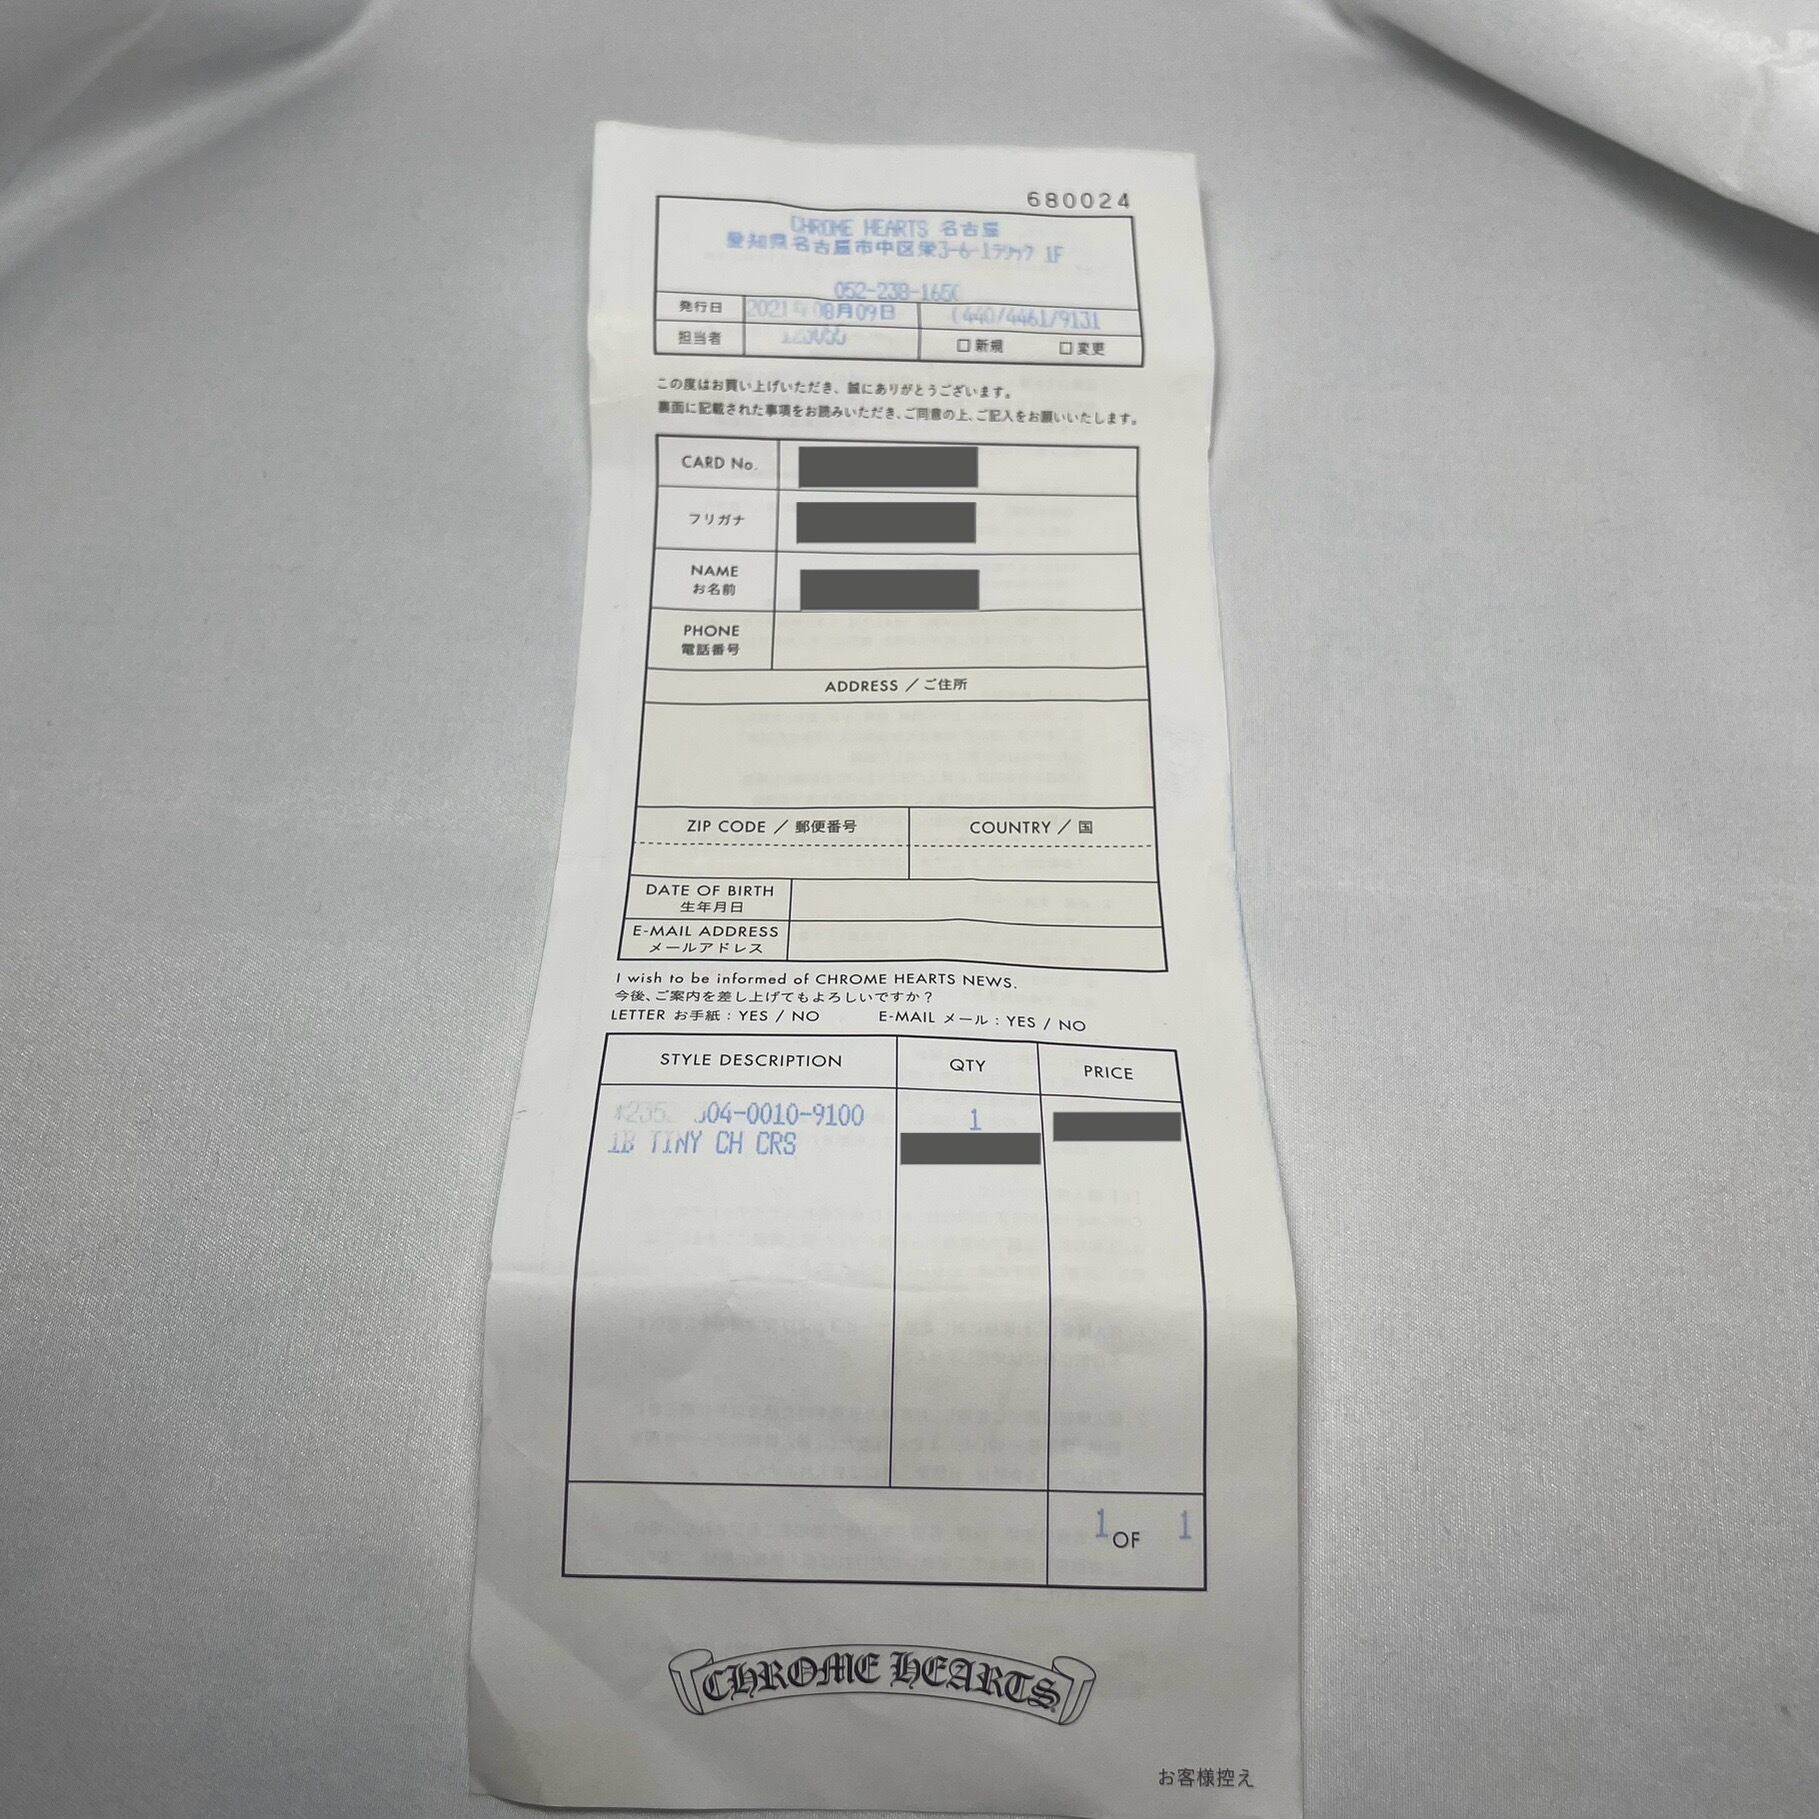 680024
CHROME HEARTS 名古屋
愛知県名古屋市中区栄3-6-1ラシック 1F
052-238-165
発行日 2021年08月09日 (440/4461/9131
担当者 □新規 □変更
この度はお買い上げいただき、誠にありがとうございます。
裏面に記載された事項をお読みいただき、ご同意の上、ご記入をお願いいたします。
CARD No.
フリガナ
NAME
お名前
PHONE
電話番号
ADDRESS / ご住所
ZIP CODE / 郵便番号 COUNTRY / 国
DATE OF BIRTH
生年月日
E-MAIL ADDRESS
メールアドレス
I wish to be informed of CHROME HEARTS NEWS.
今後、ご案内を差し上げてもよろしいですか？
LETTER お手紙 : YES / NO E-MAIL メール : YES / NO
STYLE DESCRIPTION QTY PRICE
04-0010-9100 1
1B TINY CH CRS
1 OF 1
CHROME HEARTS
お客様控え